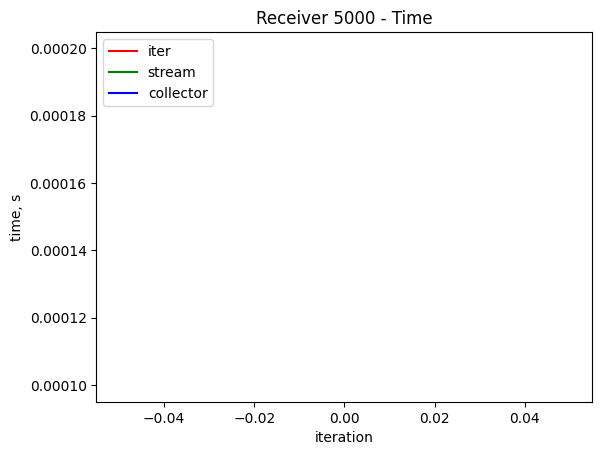 Receiver 5000 - Time
iter
stream
collector
0.00020
0.00018
0.00016
0.00014
0.00012
0.00010
time, s
−0.04
−0.02
0.00
0.02
0.04
iteration